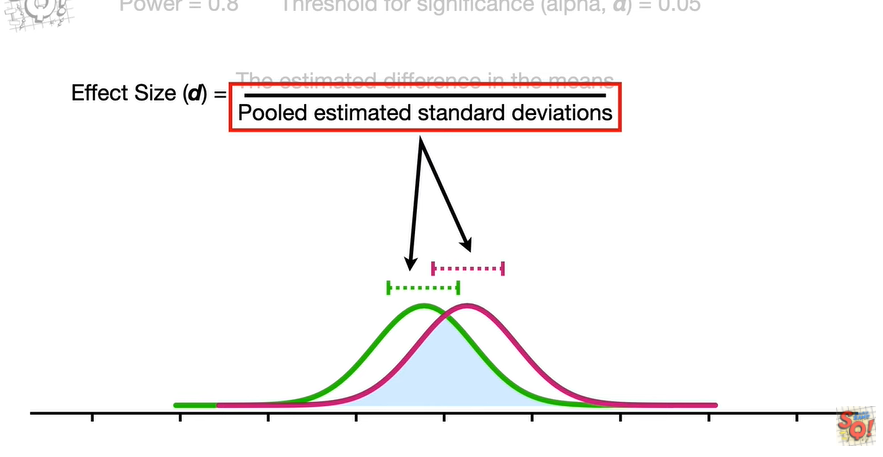 Power = 0.8 Threshold for significance (alpha, α) = 0.05
The estimated difference in the means
Effect Size (d) =
Pooled estimated standard deviations
SQ!